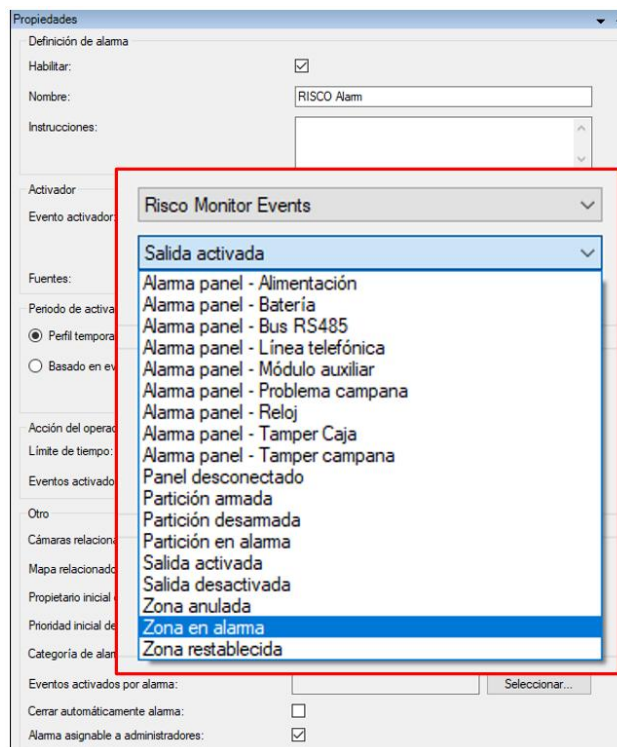 Propiedades
Definición de alarma
Habilitar:
Nombre: RISCO Alarm
Instrucciones:
Activador
Evento activador:
Risco Monitor Events
Salida activada
Fuentes:
Alarma panel - Alimentación
Alarma panel - Batería
Periodo de activa
Alarma panel - Bus RS485
Perfil tempora
Alarma panel - Línea telefónica
Basado en ev
Alarma panel - Módulo auxiliar
Alarma panel - Problema campana
Alarma panel - Reloj
Acción del operad
Alarma panel - Tamper Caja
Límite de tiempo:
Alarma panel - Tamper campana
Eventos activado
Panel desconectado
Partición armada
Otro
Partición desarmada
Cámaras relaciona
Partición en alarma
Mapa relacionado
Salida activada
Salida desactivada
Propietario inicial
Zona anulada
Prioridad inicial de
Zona en alarma
Categoría de alar
Zona restablecida
Eventos activados por alarma: Seleccionar...
Cerrar automáticamente alarma:
Alarma asignable a administradores: